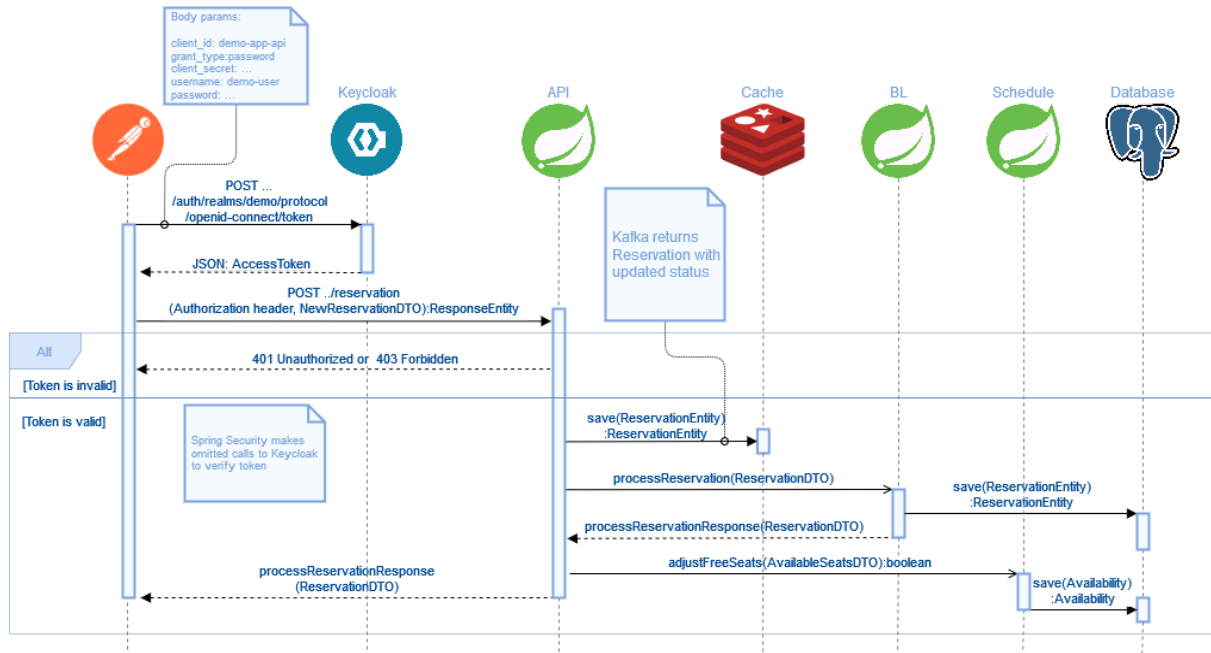 Body params:
client_id: demo-app-api
grant_type:password
client_secret: ...
username: demo-user
password: ...
Keycloak
API
Cache
BL
Schedule
Database
POST ...
/auth/realms/demo/protocol
/openid-connect/token
JSON: AccessToken
Kafka returns
Reservation with
updated status
POST ../reservation
(Authorization header, NewReservationDTO):ResponseEntity
Alt
401 Unauthorized or  403 Forbidden
[Token is invalid]
[Token is valid]
Spring Security makes
omitted calls to Keycloak
to verify token
save(ReservationEntity)
:ReservationEntity
processReservation(ReservationDTO)
save(ReservationEntity)
:ReservationEntity
processReservationResponse(ReservationDTO)
adjustFreeSeats(AvailableSeatsDTO):boolean
processReservationResponse
(ReservationDTO)
save(Availability)
:Availability